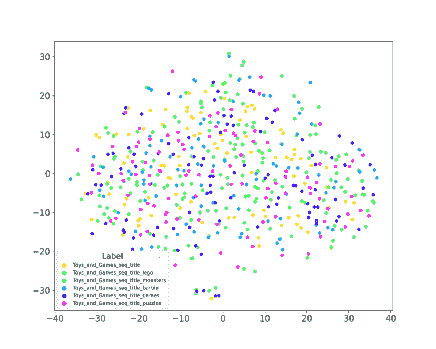 30
20
10
0
−10
−20
−30
Label
Toys_and_Games_seq_title
Toys_and_Games_seq_title_lego
Toys_and_Games_seq_title_monsters
Toys_and_Games_seq_title_barbie
Toys_and_Games_seq_title_games
Toys_and_Games_seq_title_puzzles
−40 −30 −20 −10 0 10 20 30 40